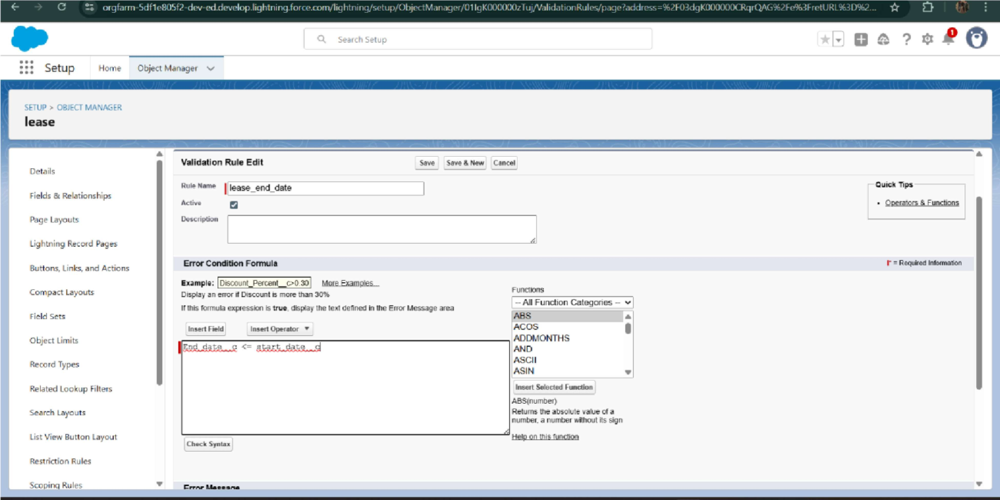 orgfarm-5df1e805f2-dev-ed.develop.lightning.force.com/lightning/setup/ObjectManager/01IgK000000zTuj/ValidationRules/page?address=%2F03dgK000000CRqrQAG%2Fe%3FretURL%3D%2...
Search Setup
1
Setup
Home
Object Manager
SETUP > OBJECT MANAGER
lease
Details
Fields & Relationships
Page Layouts
Lightning Record Pages
Buttons, Links, and Actions
Compact Layouts
Field Sets
Object Limits
Record Types
Related Lookup Filters
Search Layouts
List View Button Layout
Restriction Rules
Scoping Rules
Validation Rule Edit
Save
Save & New
Cancel
Rule Name
lease_end_date
Active
Description
Quick Tips
• Operators & Functions
Error Condition Formula
= Required Information
Example: Discount_Percent__c>0.30 More Examples...
Display an error if Discount is more than 30%
If this formula expression is true, display the text defined in the Error Message area
Insert Field
Insert Operator
End_date__c <= start_date__c
Check Syntax
Functions
-- All Function Categories --
ABS
ACOS
ADDMONTHS
AND
ASCII
ASIN
Insert Selected Function
ABS(number)
Returns the absolute value of a
number, a number without its sign
Help on this function
Error Message